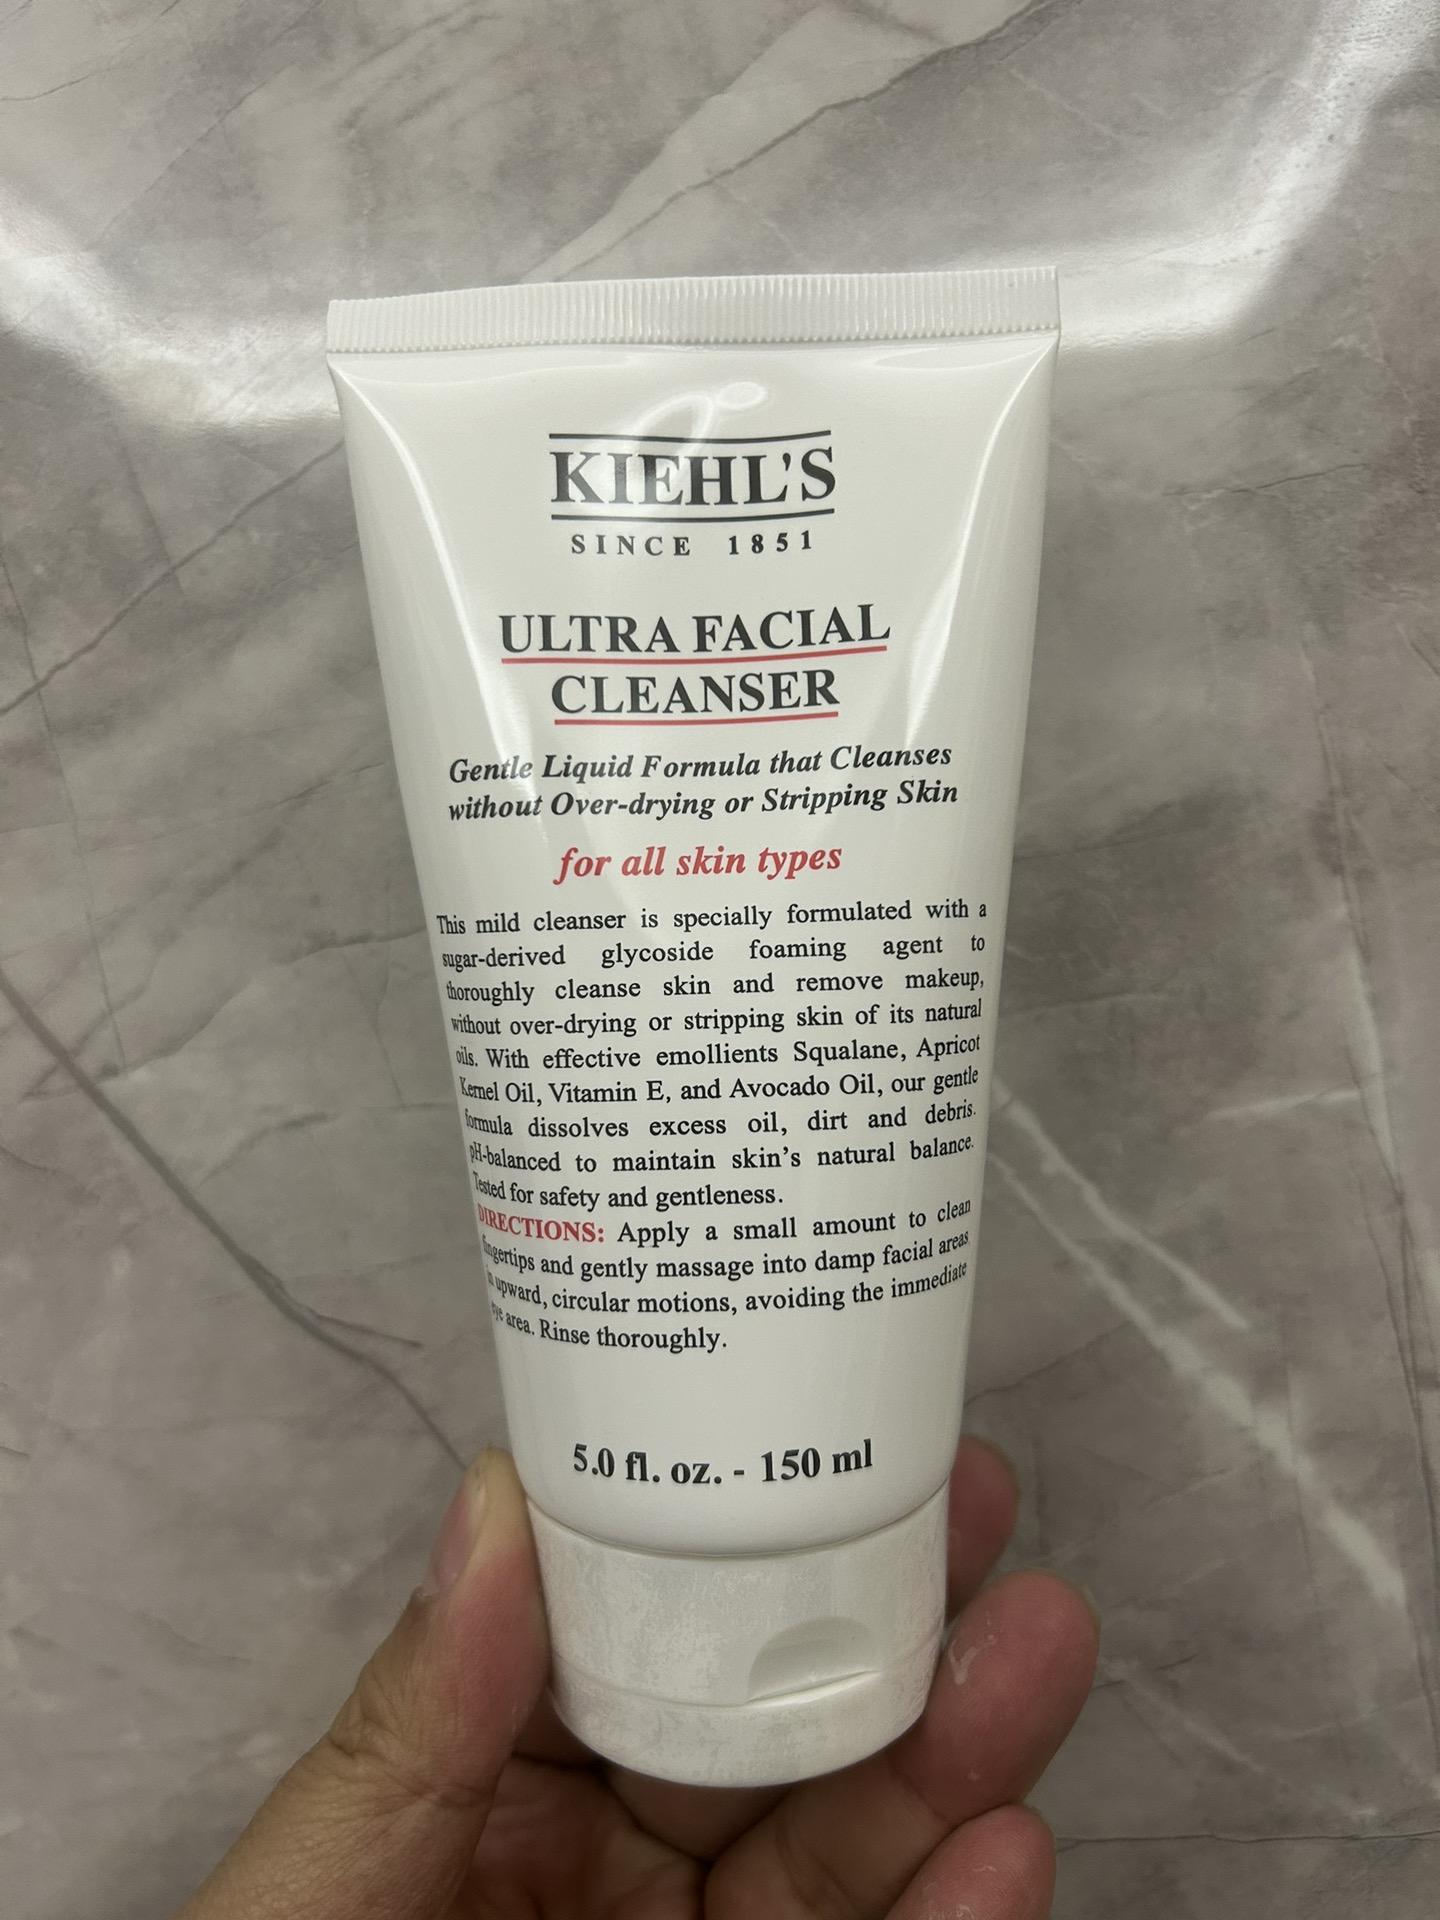 KIEHL'S
SINCE 1851
ULTRA FACIAL
CLEANSER
Gentle Liquid Formula that Cleanses
without Over-drying or Stripping Skin
for all skin types
This mild cleanser is specially formulated with a
sugar-derived glycoside foaming agent to
thoroughly cleanse skin and remove makeup,
without over-drying or stripping skin of its natural
oils. With effective emollients Squalane, Apricot
Kernel Oil, Vitamin E, and Avocado Oil, our gentle
formula dissolves excess oil, dirt and debris.
pH-balanced to maintain skin's natural balance.
Tested for safety and gentleness.
DIRECTIONS: Apply a small amount to clean
fingertips and gently massage into damp facial areas
in upward, circular motions, avoiding the immediate
eye area. Rinse thoroughly.
5.0 fl. oz. - 150 ml